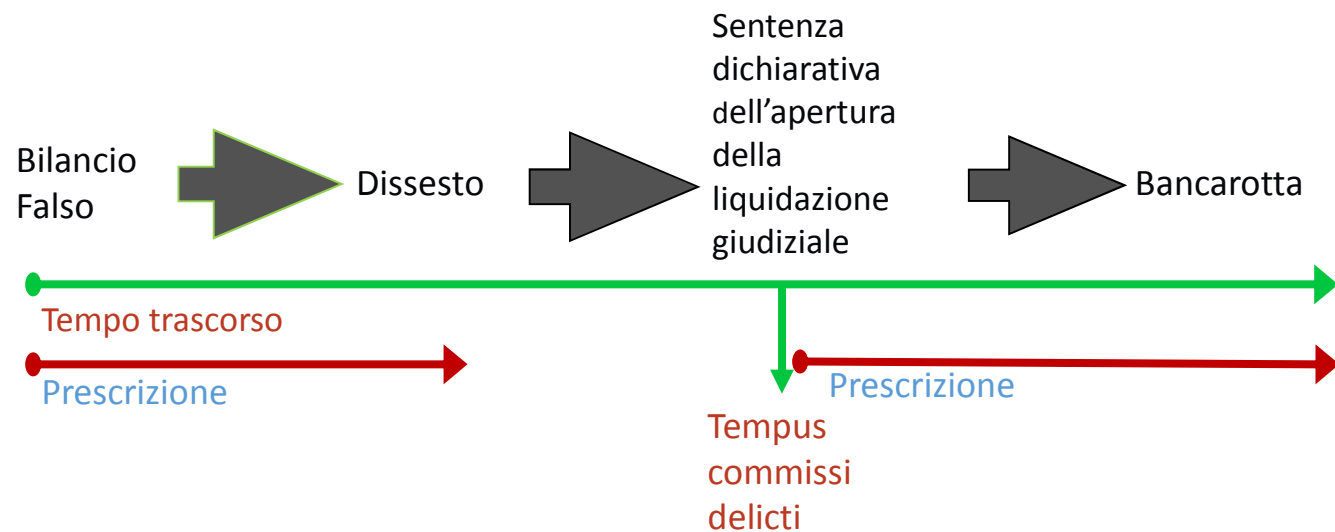 Bilancio
Falso
Dissesto
Sentenza
dichiarativa
dell’apertura
della
liquidazione
giudiziale
Bancarotta
Tempo trascorso
Prescrizione
Prescrizione
Tempus
commissi
delicti